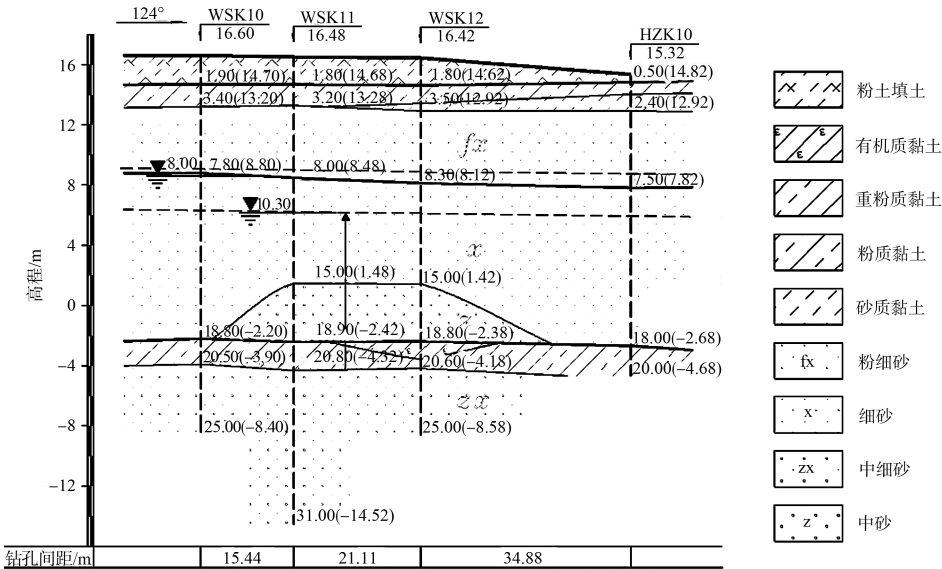 124°
WSK10
16.60
WSK11
16.48
WSK12
16.42
HZK10
15.32
16
12
8
4
0
−4
−8
−12
高程/m
1.90(14.70)
1.80(14.68)
1.80(14.62)
0.50(14.82)
3.40(13.20)
3.20(13.28)
3.50(12.92)
2.40(12.92)
fx
8.00
7.80(8.80)
8.00(8.48)
8.30(8.12)
7.50(7.82)
10.30
x
15.00(1.48)
15.00(1.42)
z
18.80(−2.20)
18.90(−2.42)
18.80(−2.38)
18.00(−2.68)
20.50(−3.90)
20.80(−4.32)
20.60(−4.18)
20.00(−4.68)
zx
25.00(−8.40)
25.00(−8.58)
31.00(−14.52)
钻孔间距/m
15.44
21.11
34.88
粉土填土
ε ε ε
有机质黏土
重粉质黏土
粉质黏土
砂质黏土
fx
粉细砂
x
细砂
zx
中细砂
z
中砂